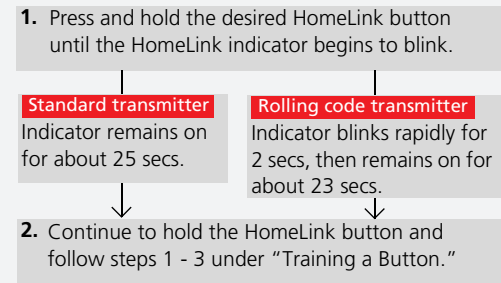 1. Press and hold the desired HomeLink button
until the HomeLink indicator begins to blink.
Standard transmitter
Indicator remains on
for about 25 secs.
Rolling code transmitter
Indicator blinks rapidly for
2 secs, then remains on for
about 23 secs.
2. Continue to hold the HomeLink button and
follow steps 1 - 3 under “Training a Button.”